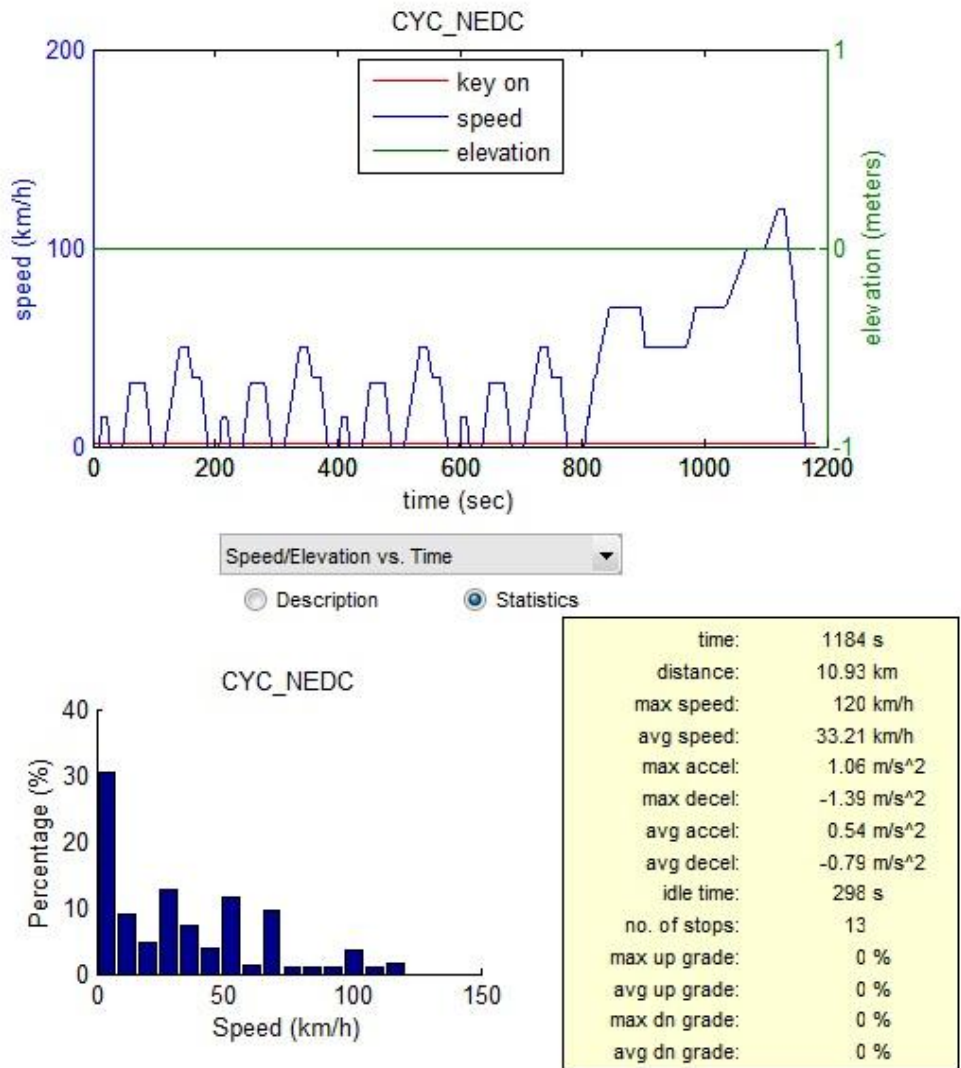 CYC_NEDC
200
100
0
speed (km/h)
key on
speed
elevation
1
0
-1
elevation (meters)
0 200 400 600 800 1000 1200
time (sec)
Speed/Elevation vs. Time
Description Statistics
CYC_NEDC
40
30
20
10
0
Percentage (%)
0 50 100 150
Speed (km/h)
time: 1184 s
distance: 10.93 km
max speed: 120 km/h
avg speed: 33.21 km/h
max accel: 1.06 m/s^2
max decel: -1.39 m/s^2
avg accel: 0.54 m/s^2
avg decel: -0.79 m/s^2
idle time: 298 s
no. of stops: 13
max up grade: 0 %
avg up grade: 0 %
max dn grade: 0 %
avg dn grade: 0 %